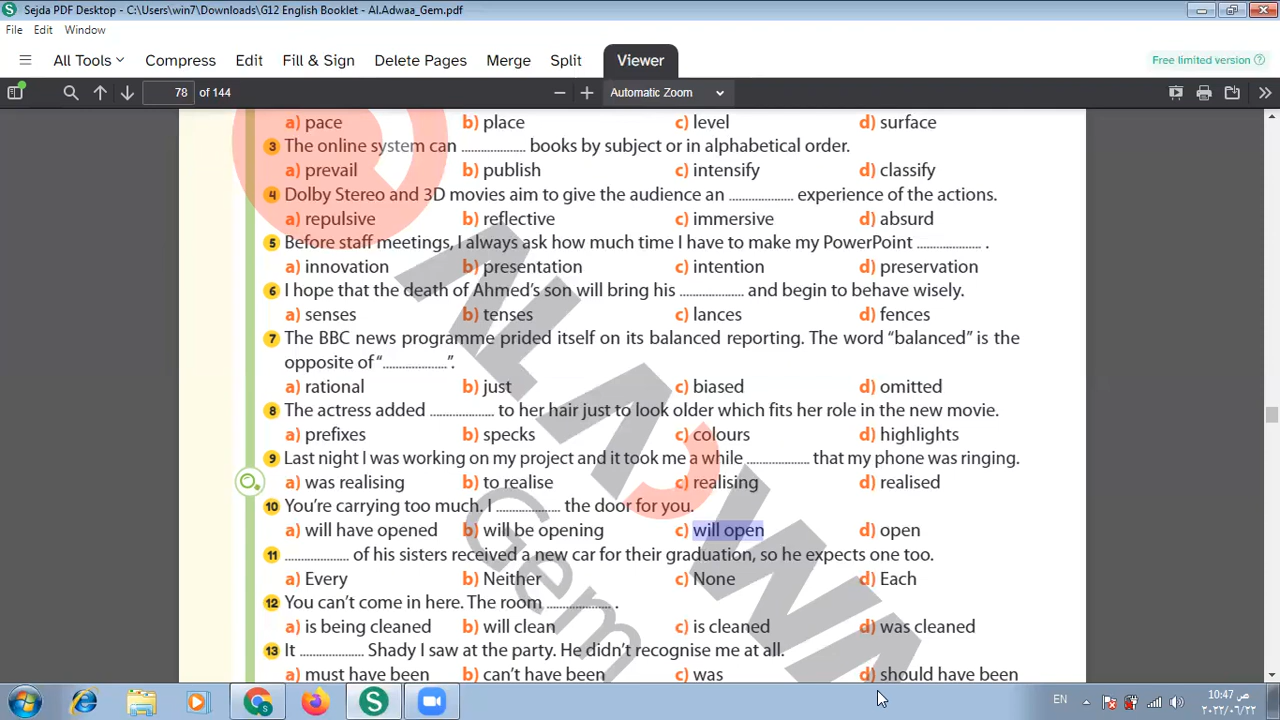 Sejda PDF Desktop - C:\Users\win7\Downloads\G12 English Booklet - Al.Adwaa_Gem.pdf
File Edit Window
All Tools Compress Edit Fill & Sign Delete Pages Merge Split Viewer Free limited version
78 of 144 Automatic Zoom
a) pace b) place c) level d) surface
3 The online system can .................... books by subject or in alphabetical order.
a) prevail b) publish c) intensify d) classify
4 Dolby Stereo and 3D movies aim to give the audience an .................... experience of the actions.
a) repulsive b) reflective c) immersive d) absurd
5 Before staff meetings, I always ask how much time I have to make my PowerPoint .................... .
a) innovation b) presentation c) intention d) preservation
6 I hope that the death of Ahmed's son will bring his .................... and begin to behave wisely.
a) senses b) tenses c) lances d) fences
7 The BBC news programme prided itself on its balanced reporting. The word “balanced” is the
opposite of “....................”.
a) rational b) just c) biased d) omitted
8 The actress added .................... to her hair just to look older which fits her role in the new movie.
a) prefixes b) specks c) colours d) highlights
9 Last night I was working on my project and it took me a while .................... that my phone was ringing.
a) was realising b) to realise c) realising d) realised
10 You're carrying too much. I .................... the door for you.
a) will have opened b) will be opening c) will open d) open
11 .................... of his sisters received a new car for their graduation, so he expects one too.
a) Every b) Neither c) None d) Each
12 You can't come in here. The room .................... .
a) is being cleaned b) will clean c) is cleaned d) was cleaned
13 It .................... Shady I saw at the party. He didn't recognise me at all.
a) must have been b) can't have been c) was d) should have been
ALADWAA
Gem
EN
10:47 ص
٢٠٢٢/٠٦/٢٢